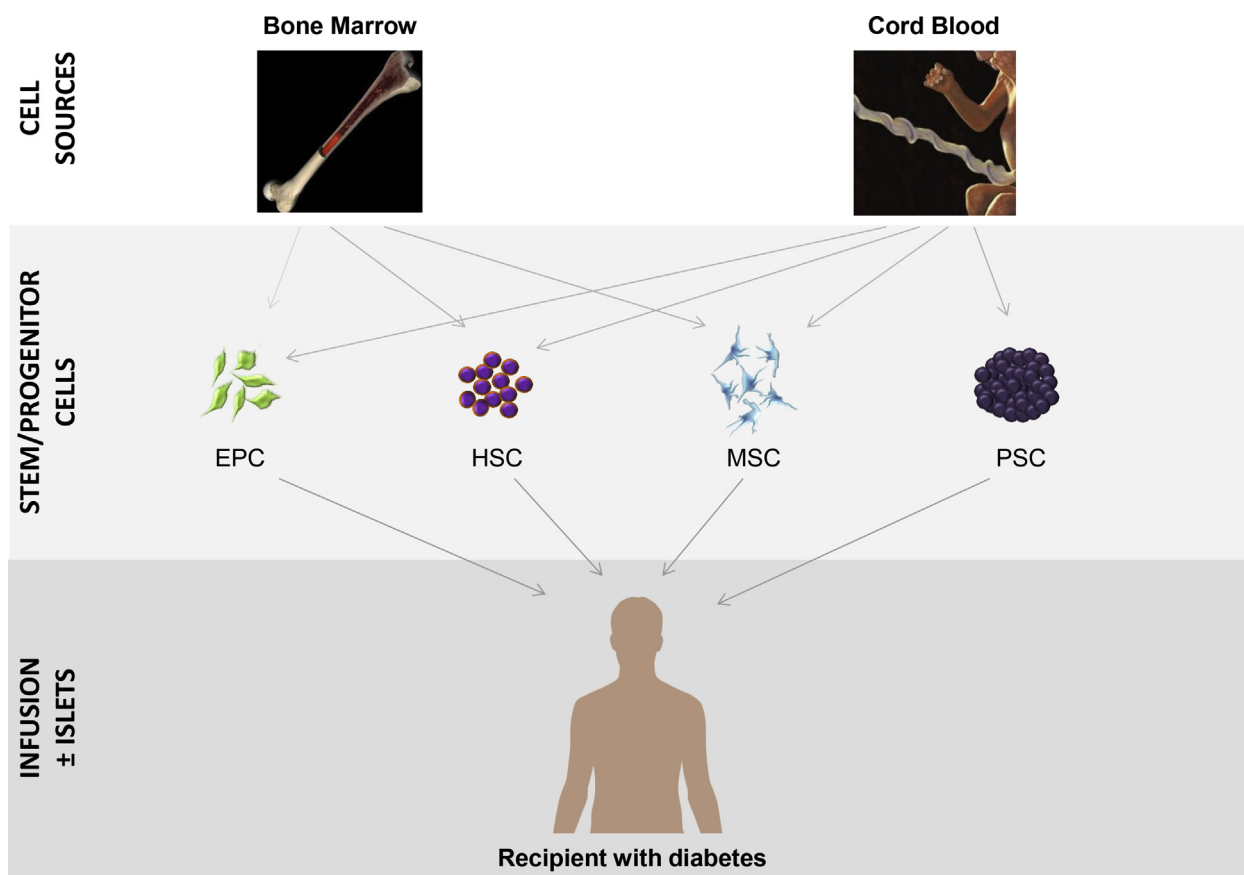 Bone Marrow
Cord Blood
CELL
SOURCES
STEM/PROGENITOR
CELLS
EPC
HSC
MSC
PSC
INFUSION
± ISLETS
Recipient with diabetes